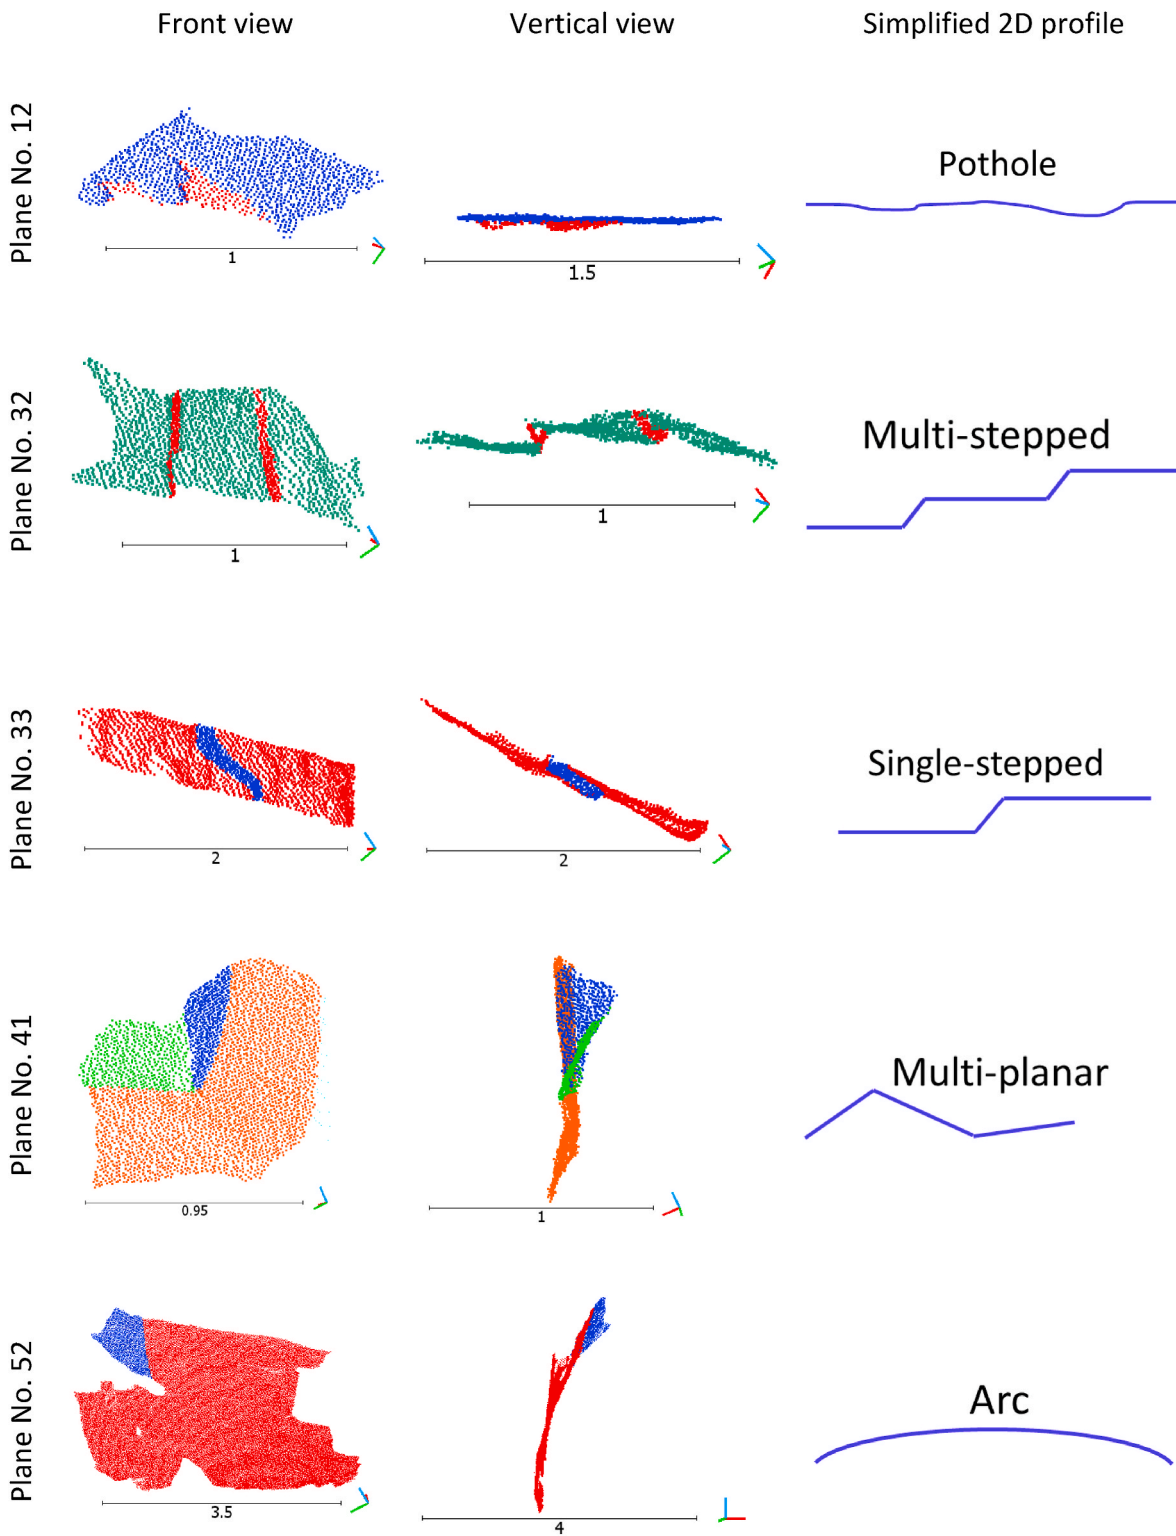 Front view
Vertical view
Simplified 2D profile
Plane No. 12
1
1.5
Pothole
Plane No. 32
1
1
Multi-stepped
Plane No. 33
2
2
Single-stepped
Plane No. 41
0.95
1
Multi-planar
Plane No. 52
3.5
4
Arc